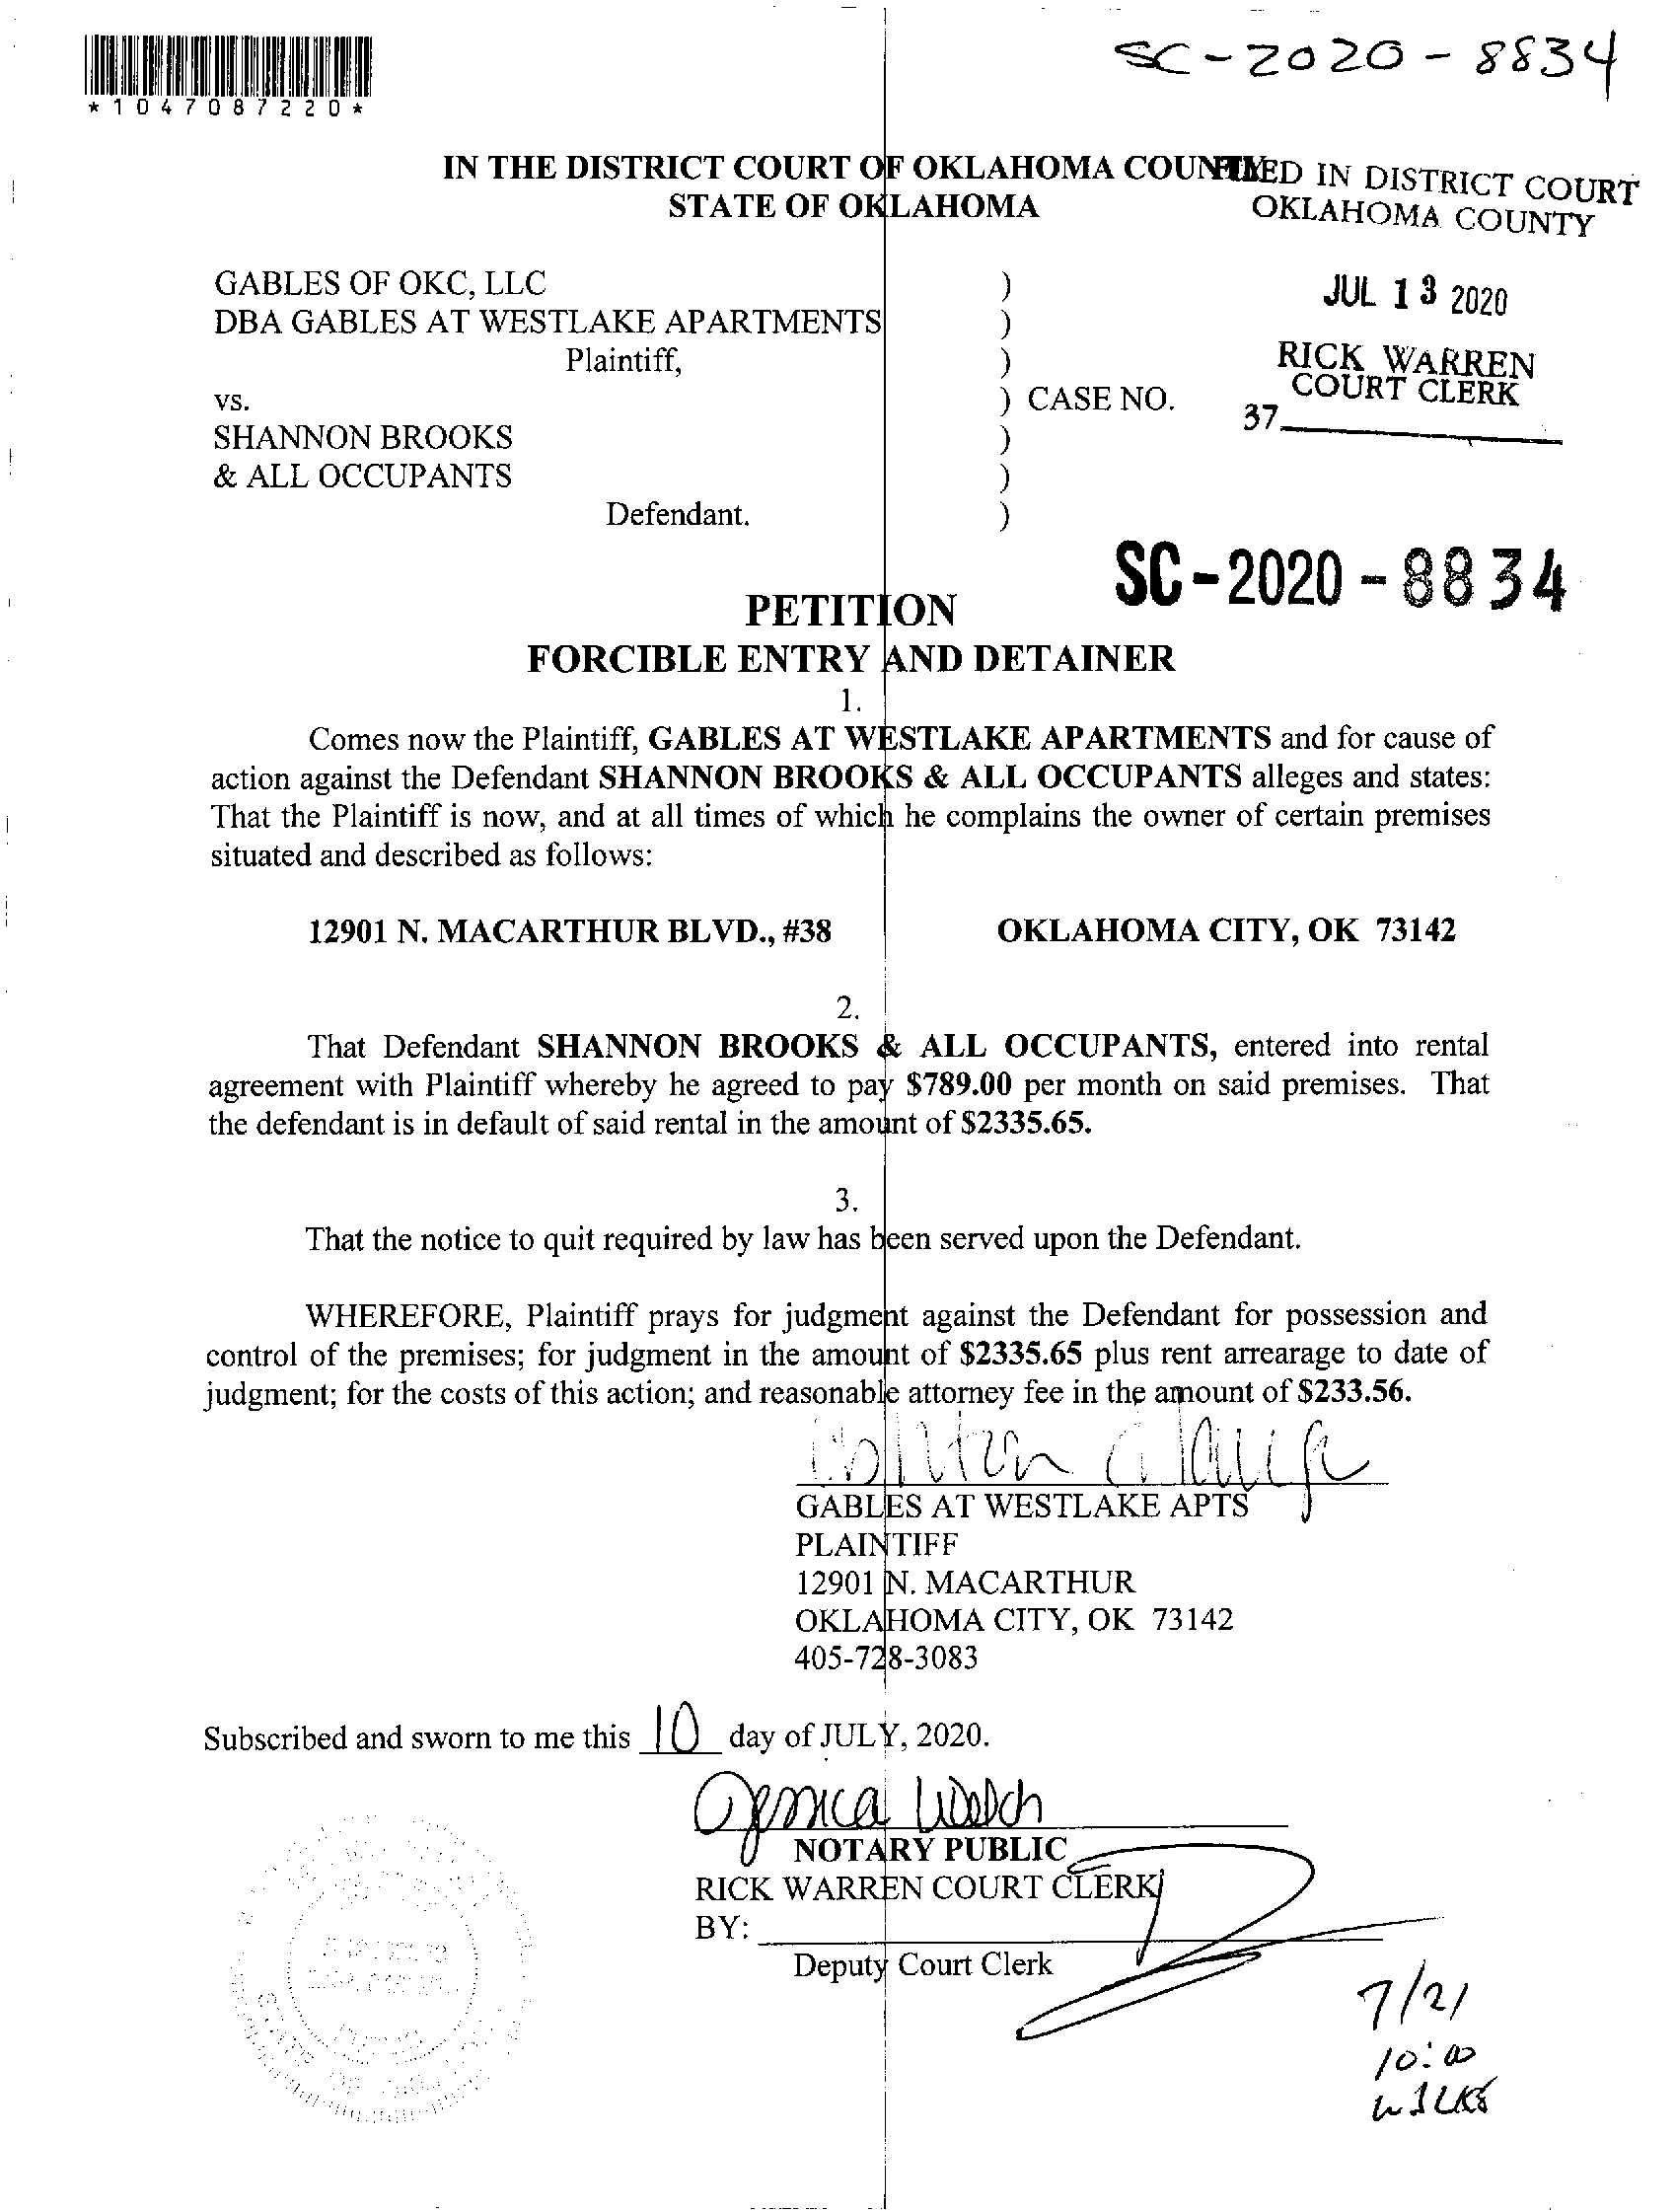 SC-2020-8834
*1047087220*
IN THE DISTRICT COURT OF OKLAHOMA COUNTY
STATE OF OKLAHOMA
FILED IN DISTRICT COURT
OKLAHOMA COUNTY
JUL 13 2020
RICK WARREN
COURT CLERK
37
GABLES OF OKC, LLC )
DBA GABLES AT WESTLAKE APARTMENTS )
Plaintiff, )
vs. ) CASE NO.
SHANNON BROOKS )
& ALL OCCUPANTS )
Defendant. )
SC-2020-8834
PETITION
FORCIBLE ENTRY AND DETAINER
1.
Comes now the Plaintiff, GABLES AT WESTLAKE APARTMENTS and for cause of
action against the Defendant SHANNON BROOKS & ALL OCCUPANTS alleges and states:
That the Plaintiff is now, and at all times of which he complains the owner of certain premises
situated and described as follows:
12901 N. MACARTHUR BLVD., #38 OKLAHOMA CITY, OK 73142
2.
That Defendant SHANNON BROOKS & ALL OCCUPANTS, entered into rental
agreement with Plaintiff whereby he agreed to pay $789.00 per month on said premises. That
the defendant is in default of said rental in the amount of $2335.65.
3.
That the notice to quit required by law has been served upon the Defendant.
WHEREFORE, Plaintiff prays for judgment against the Defendant for possession and
control of the premises; for judgment in the amount of $2335.65 plus rent arrearage to date of
judgment; for the costs of this action; and reasonable attorney fee in the amount of $233.56.
GABLES AT WESTLAKE APTS
PLAINTIFF
12901 N. MACARTHUR
OKLAHOMA CITY, OK 73142
405-728-3083
Subscribed and sworn to me this 10 day of JULY, 2020.
NOTARY PUBLIC
RICK WARREN COURT CLERK
BY:
Deputy Court Clerk
7/21
10:00